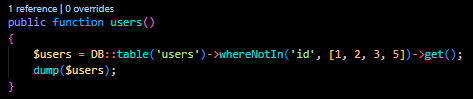 1 reference | 0 overrides
public function users()
{
    $users = DB::table('users')->whereNotIn('id', [1, 2, 3, 5])->get();
    dump($users);
}